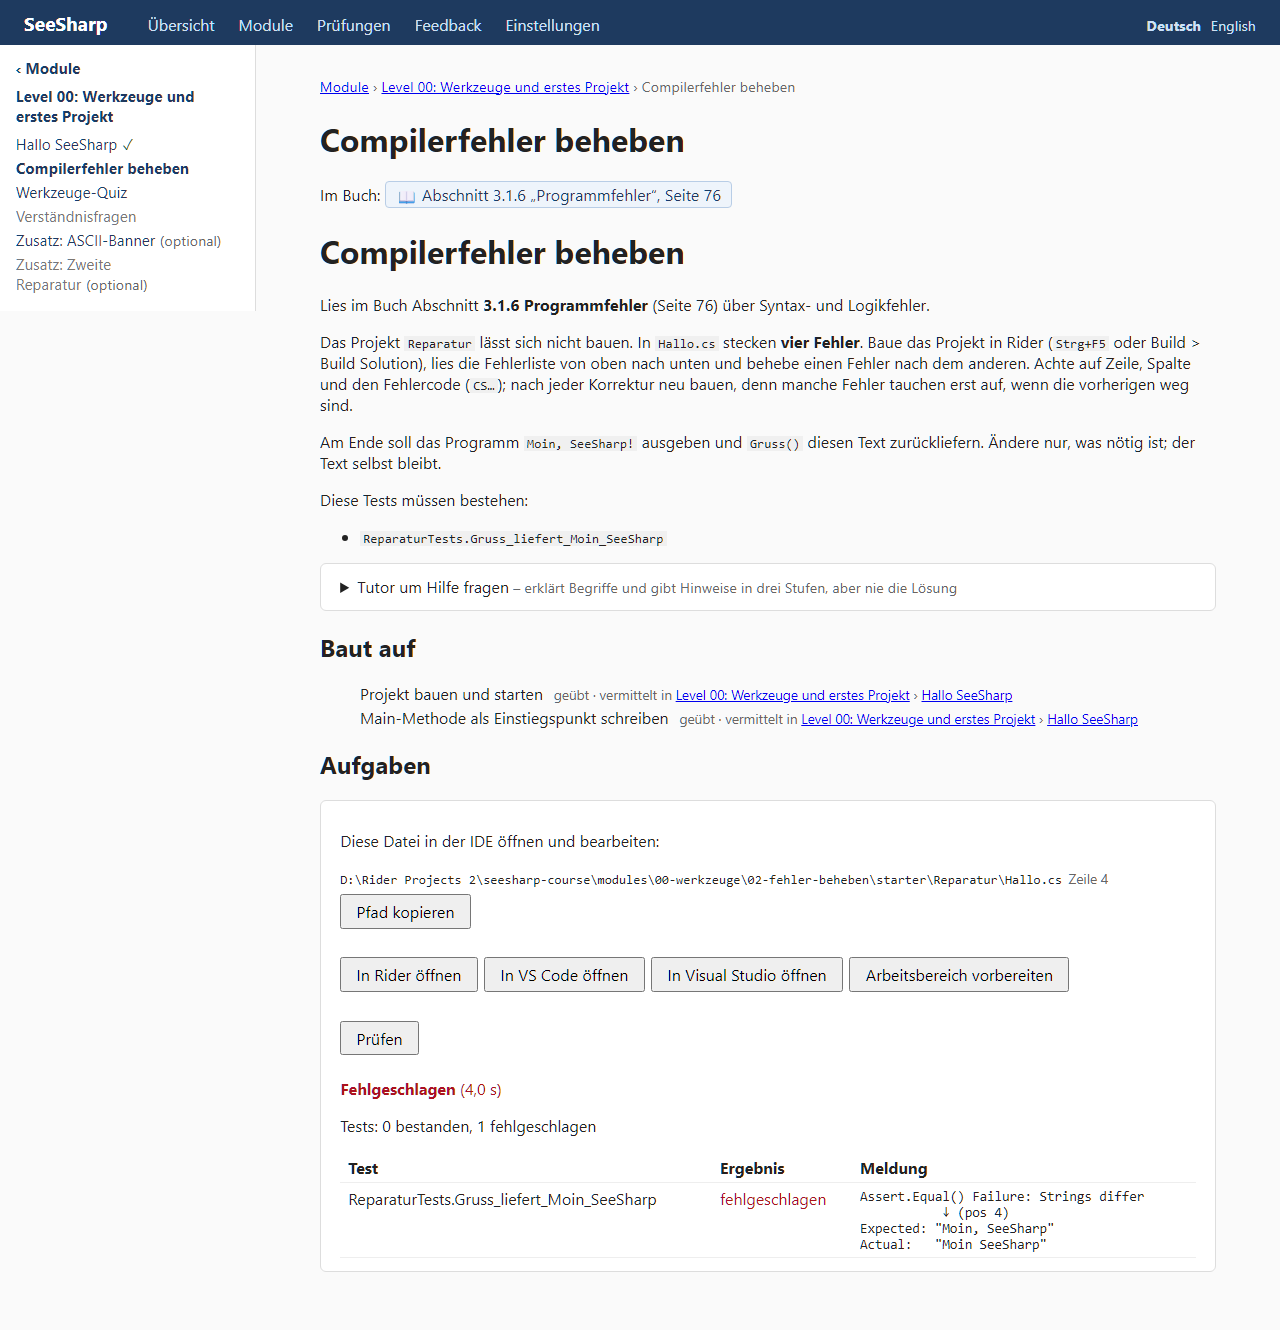 SeeSharp Übersicht Module Prüfungen Feedback Einstellungen Deutsch English
‹ Module
Level 00: Werkzeuge und
erstes Projekt
Hallo SeeSharp ✓
Compilerfehler beheben
Werkzeuge-Quiz
Verständnisfragen
Zusatz: ASCII-Banner (optional)
Zusatz: Zweite
Reparatur (optional)
Module › Level 00: Werkzeuge und erstes Projekt › Compilerfehler beheben
Compilerfehler beheben
Im Buch: 📖 Abschnitt 3.1.6 „Programmfehler“, Seite 76
Compilerfehler beheben
Lies im Buch Abschnitt 3.1.6 Programmfehler (Seite 76) über Syntax- und Logikfehler.
Das Projekt Reparatur lässt sich nicht bauen. In Hallo.cs stecken vier Fehler. Baue das Projekt in Rider (Strg+F5 oder Build >
Build Solution), lies die Fehlerliste von oben nach unten und behebe einen Fehler nach dem anderen. Achte auf Zeile, Spalte
und den Fehlercode (CS…); nach jeder Korrektur neu bauen, denn manche Fehler tauchen erst auf, wenn die vorherigen weg
sind.
Am Ende soll das Programm Moin, SeeSharp! ausgeben und Gruss() diesen Text zurückliefern. Ändere nur, was nötig ist; der
Text selbst bleibt.
Diese Tests müssen bestehen:
• ReparaturTests.Gruss_liefert_Moin_SeeSharp
▶ Tutor um Hilfe fragen – erklärt Begriffe und gibt Hinweise in drei Stufen, aber nie die Lösung
Baut auf
Projekt bauen und starten geübt · vermittelt in Level 00: Werkzeuge und erstes Projekt › Hallo SeeSharp
Main-Methode als Einstiegspunkt schreiben geübt · vermittelt in Level 00: Werkzeuge und erstes Projekt › Hallo SeeSharp
Aufgaben
Diese Datei in der IDE öffnen und bearbeiten:
D:\Rider Projects 2\seesharp-course\modules\00-werkzeuge\02-fehler-beheben\starter\Reparatur\Hallo.cs Zeile 4
Pfad kopieren
In Rider öffnen In VS Code öffnen In Visual Studio öffnen Arbeitsbereich vorbereiten
Prüfen
Fehlgeschlagen (4,0 s)
Tests: 0 bestanden, 1 fehlgeschlagen
Test Ergebnis Meldung
ReparaturTests.Gruss_liefert_Moin_SeeSharp fehlgeschlagen Assert.Equal() Failure: Strings differ
↓ (pos 4)
Expected: "Moin, SeeSharp"
Actual: "Moin SeeSharp"